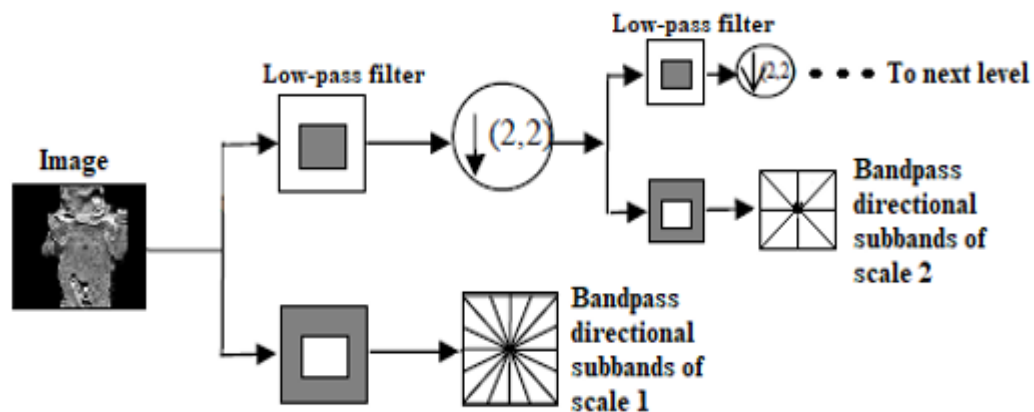 Low-pass filter
(2,2
To next level
Low-pass filter
(2,2)
Image
Bandpass
directional
subbands of
scale 2
Bandpass
directional
subbands of
scale 1